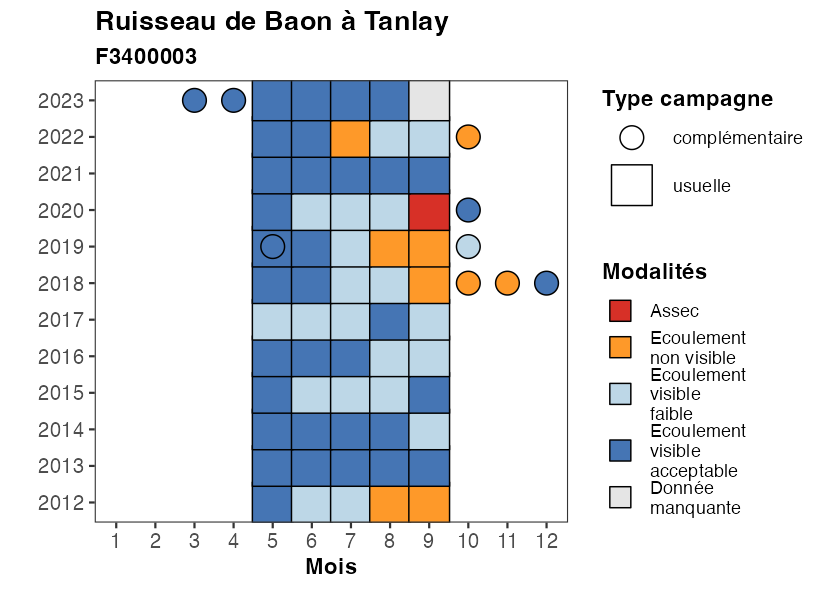 Ruisseau de Baon à Tanlay
F3400003
2023
2022
2021
2020
2019
2018
2017
2016
2015
2014
2013
2012
1 2 3 4 5 6 7 8 9 10 11 12
Mois
Type campagne
complémentaire
usuelle
Modalités
Assec
Ecoulement
non visible
Ecoulement
visible
faible
Ecoulement
visible
acceptable
Donnée
manquante